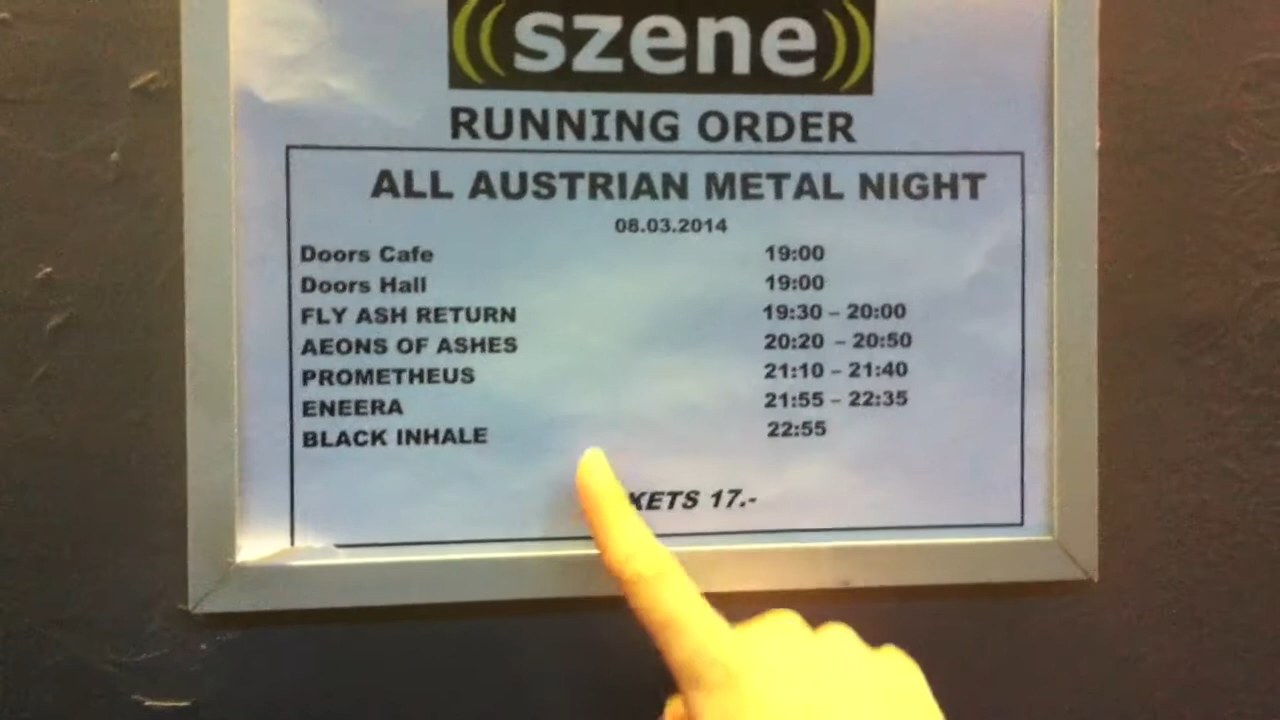 ((szene))
RUNNING ORDER
ALL AUSTRIAN METAL NIGHT
08.03.2014
Doors Cafe 19:00
Doors Hall 19:00
FLY ASH RETURN 19:30 – 20:00
AEONS OF ASHES 20:20 – 20:50
PROMETHEUS 21:10 – 21:40
ENEERA 21:55 – 22:35
BLACK INHALE 22:55
17.-